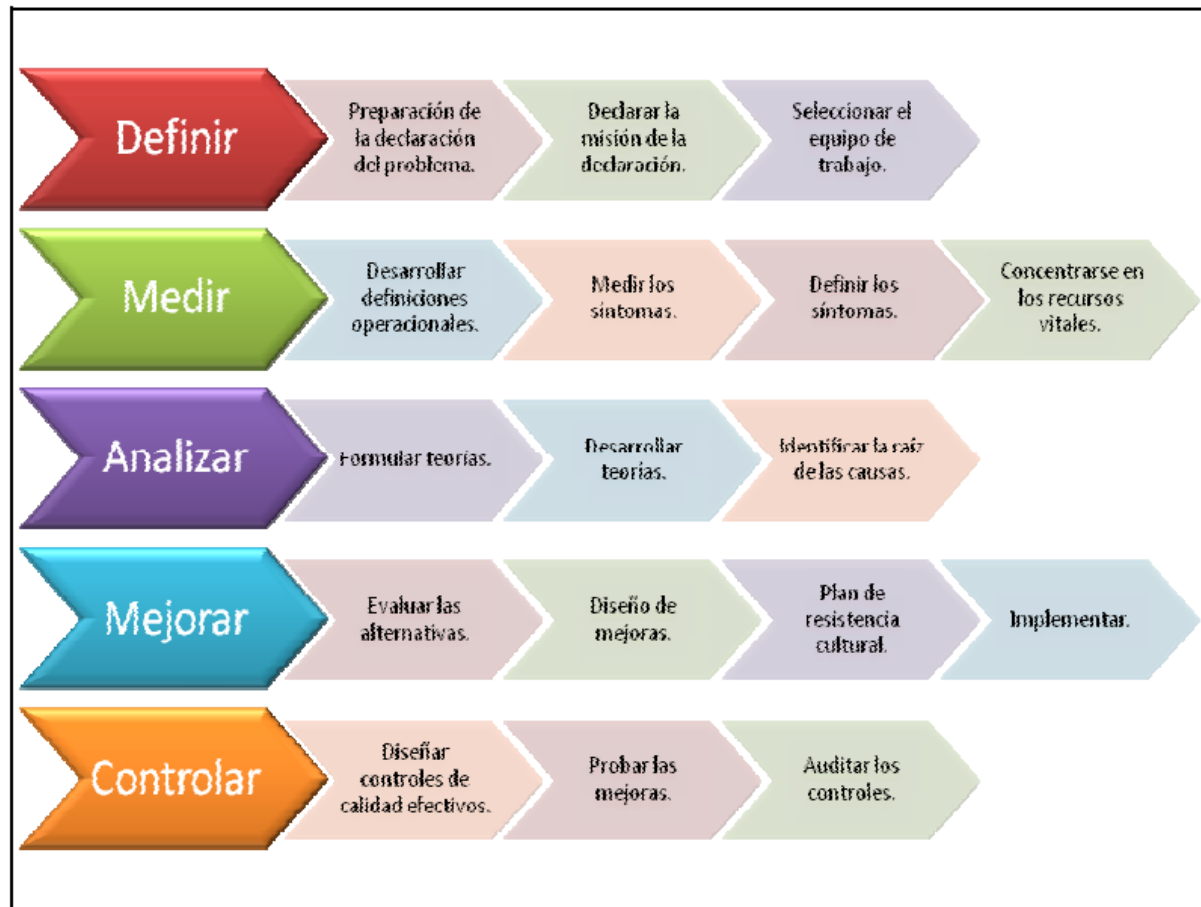 Definir
Preparación de
la declaración
del problema.
Declarar la
misión de la
declaración.
Seleccionar el
equipo de
trabajo.
Medir
Desarrollar
definiciones
operacionales.
Medir los
síntomas.
Definir los
síntomas.
Concentrarse en
los recursos
vitales.
Analizar
Formular teorías.
Desarrollar
teorías.
Identificar la raíz
de las causas.
Mejorar
Evaluar las
alternativas.
Diseño de
mejoras.
Plan de
resistencia
cultural.
Implementar.
Controlar
Diseñar
controles de
calidad efectivos.
Probar las
mejoras.
Auditar los
controles.